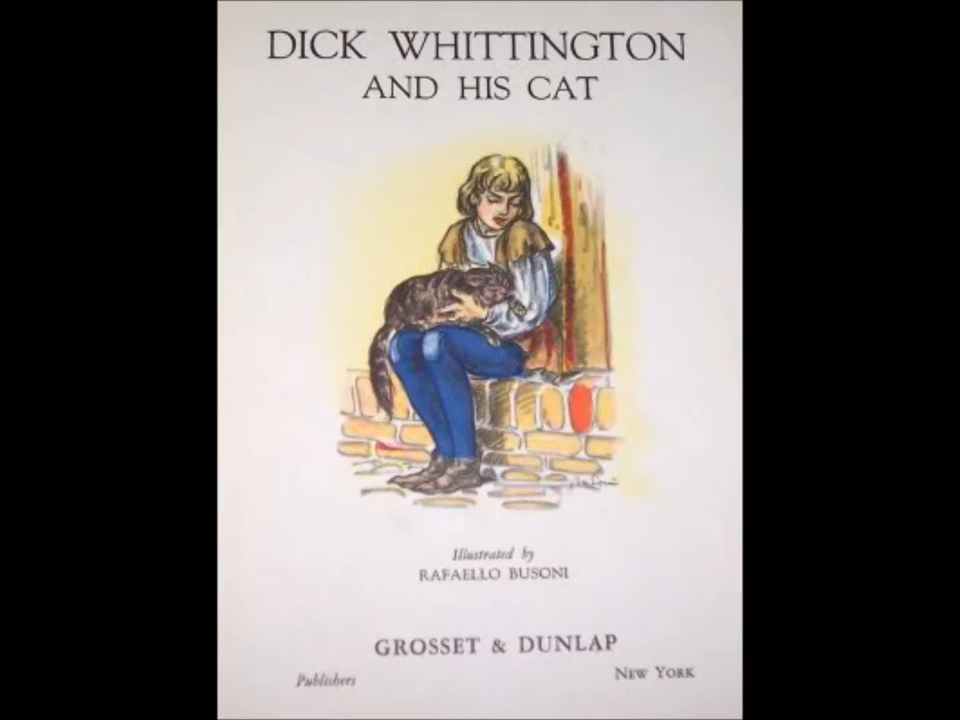 DICK WHITTINGTON
AND HIS CAT
Illustrated by
RAFAELLO BUSONI
GROSSET & DUNLAP
Publishers
NEW YORK